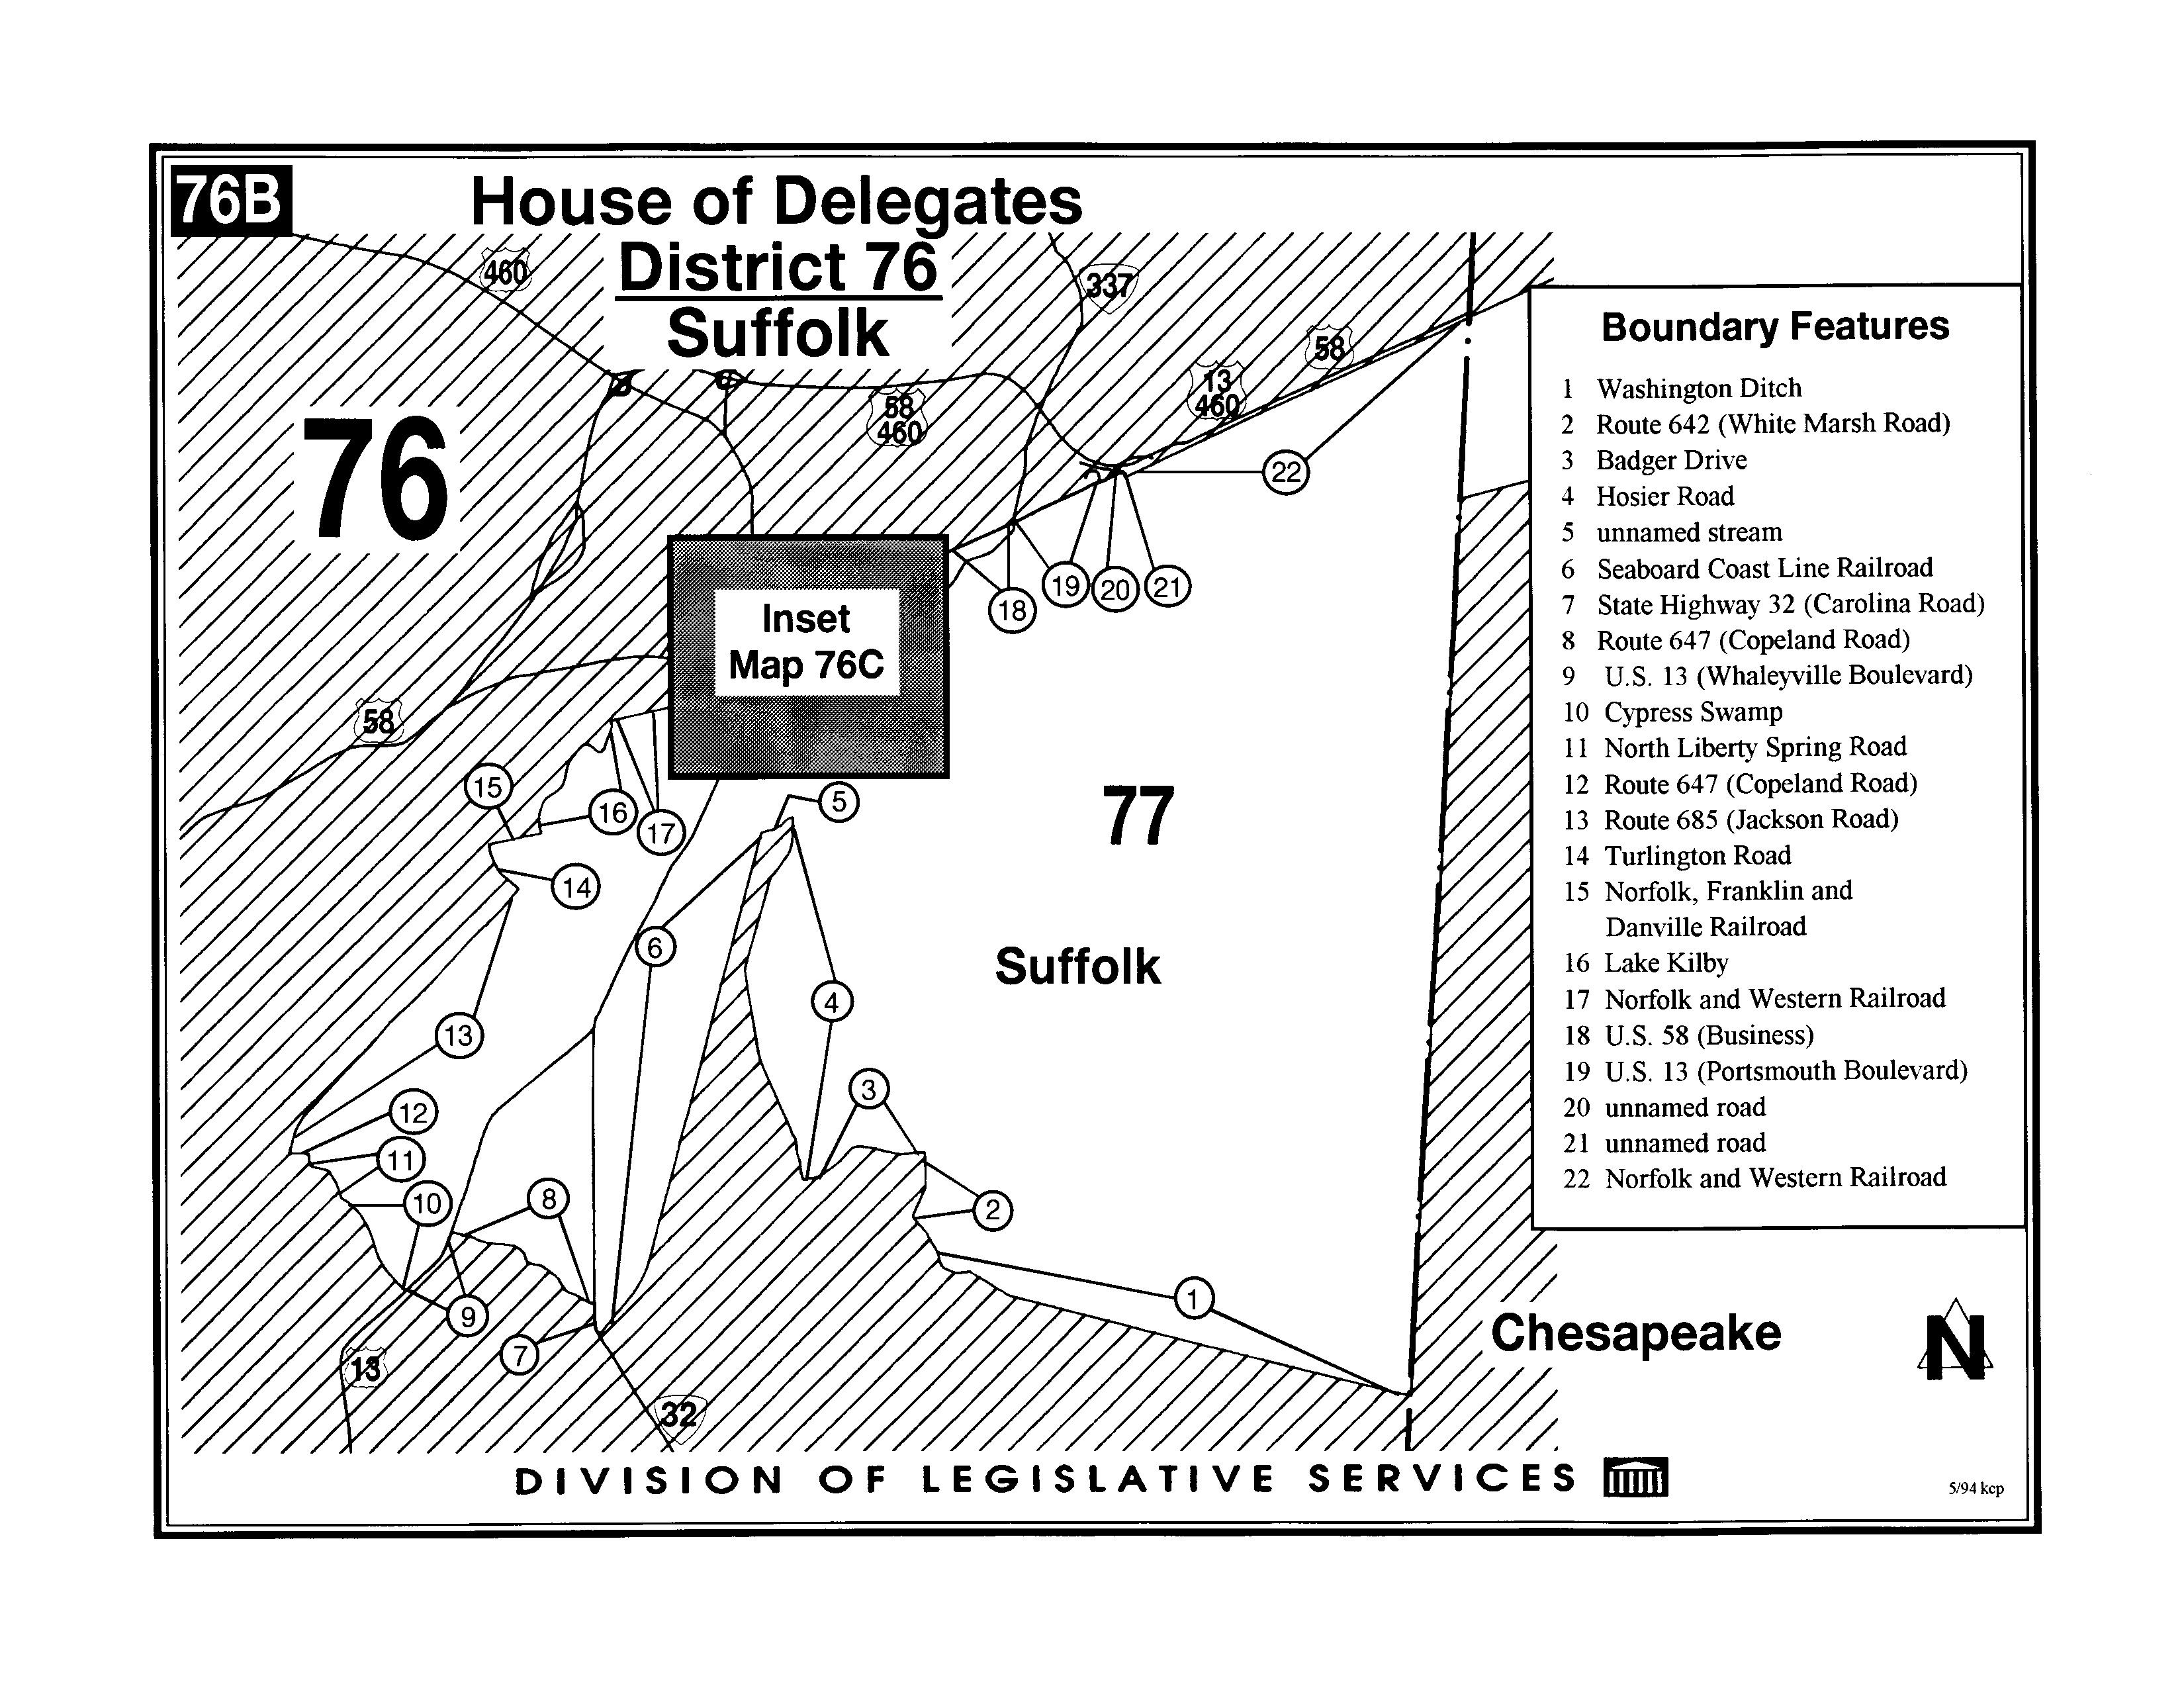 76B
House of Delegates
District 76
Suffolk
460
337
58
13
460
58
460
76
22
19
20
21
18
Inset
Map 76C
58
15
16
17
5
14
77
6
Suffolk
4
13
3
12
11
10
8
2
9
1
7
13
32
Chesapeake
N
Boundary Features
1 Washington Ditch
2 Route 642 (White Marsh Road)
3 Badger Drive
4 Hosier Road
5 unnamed stream
6 Seaboard Coast Line Railroad
7 State Highway 32 (Carolina Road)
8 Route 647 (Copeland Road)
9 U.S. 13 (Whaleyville Boulevard)
10 Cypress Swamp
11 North Liberty Spring Road
12 Route 647 (Copeland Road)
13 Route 685 (Jackson Road)
14 Turlington Road
15 Norfolk, Franklin and
Danville Railroad
16 Lake Kilby
17 Norfolk and Western Railroad
18 U.S. 58 (Business)
19 U.S. 13 (Portsmouth Boulevard)
20 unnamed road
21 unnamed road
22 Norfolk and Western Railroad
DIVISION OF LEGISLATIVE SERVICES
5/94 kcp